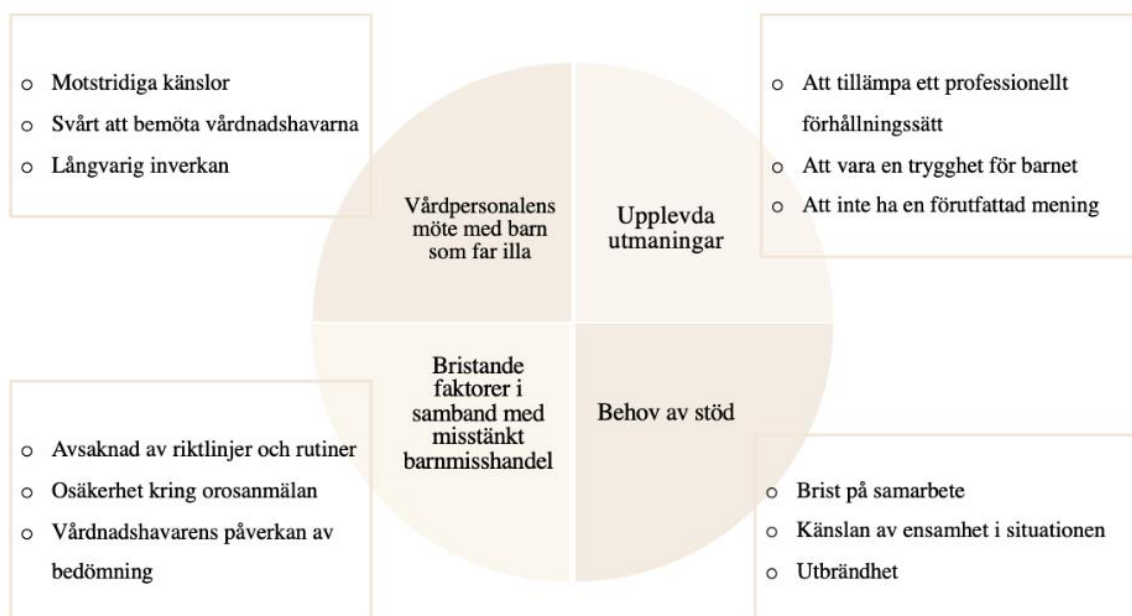 o Motstridiga känslor
o Svårt att bemöta vårdnadshavarna
o Långvarig inverkan
Vårdpersonalens
möte med barn
som far illa
Upplevda
utmaningar
o Att tillämpa ett professionellt
förhållningssätt
o Att vara en trygghet för barnet
o Att inte ha en förutfattad mening
o Avsaknad av riktlinjer och rutiner
o Osäkerhet kring orosanmälan
o Vårdnadshavarens påverkan av
bedömning
Bristande
faktorer i
samband med
misstänkt
barnmisshandel
Behov av stöd
o Brist på samarbete
o Känslan av ensamhet i situationen
o Utbrändhet